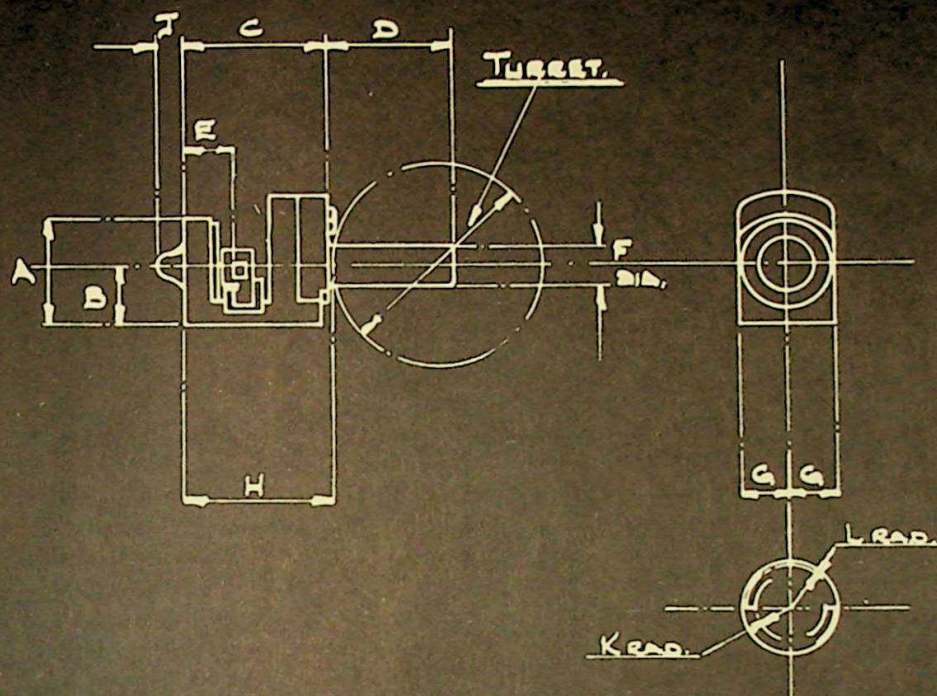 J C D
TURRET.
E
A
B
F
DIA.
H
G G
L RAD.
K RAD.